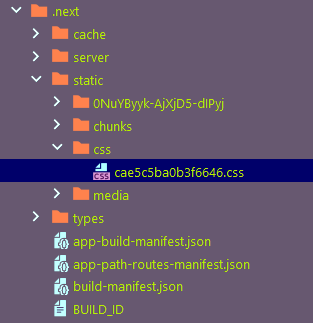 .next
cache
server
static
0NuYByyk-AjXjD5-dIPyj
chunks
css
cae5c5ba0b3f6646.css
media
types
app-build-manifest.json
app-path-routes-manifest.json
build-manifest.json
BUILD_ID